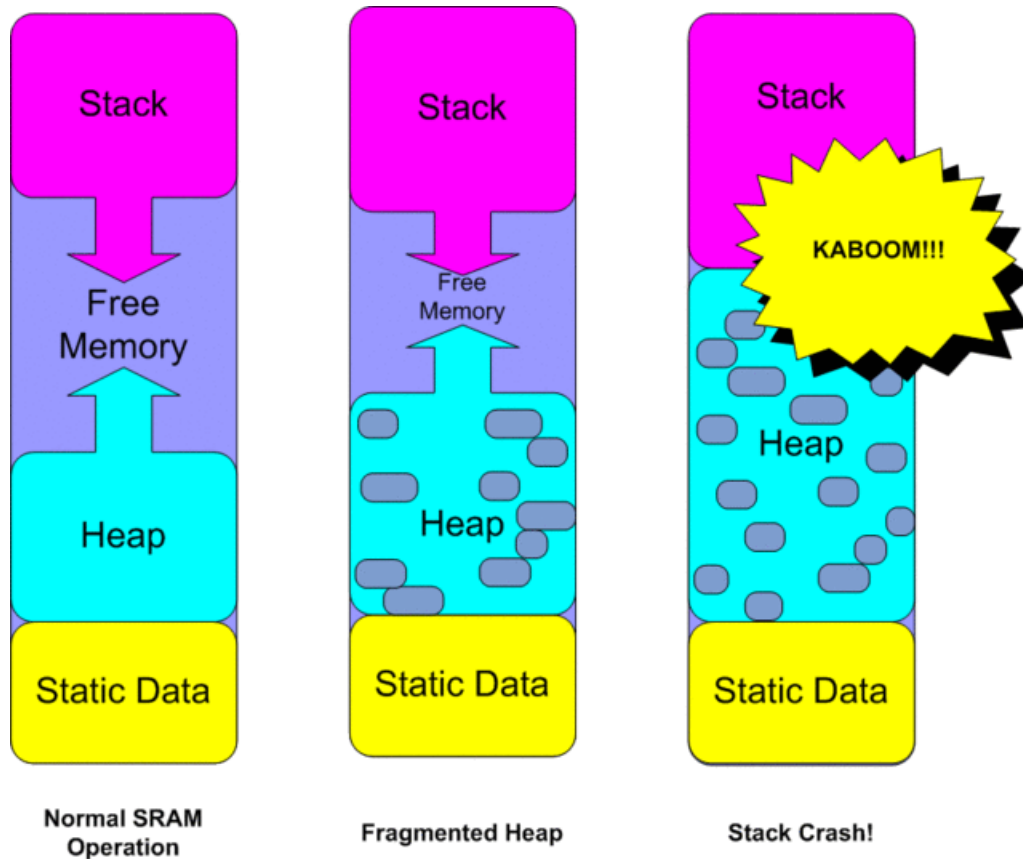 Stack
Free
Memory
Heap
Static Data
Normal SRAM
Operation
Stack
Free
Memory
Heap
Static Data
Fragmented Heap
Stack
KABOOM!!!
Heap
Static Data
Stack Crash!